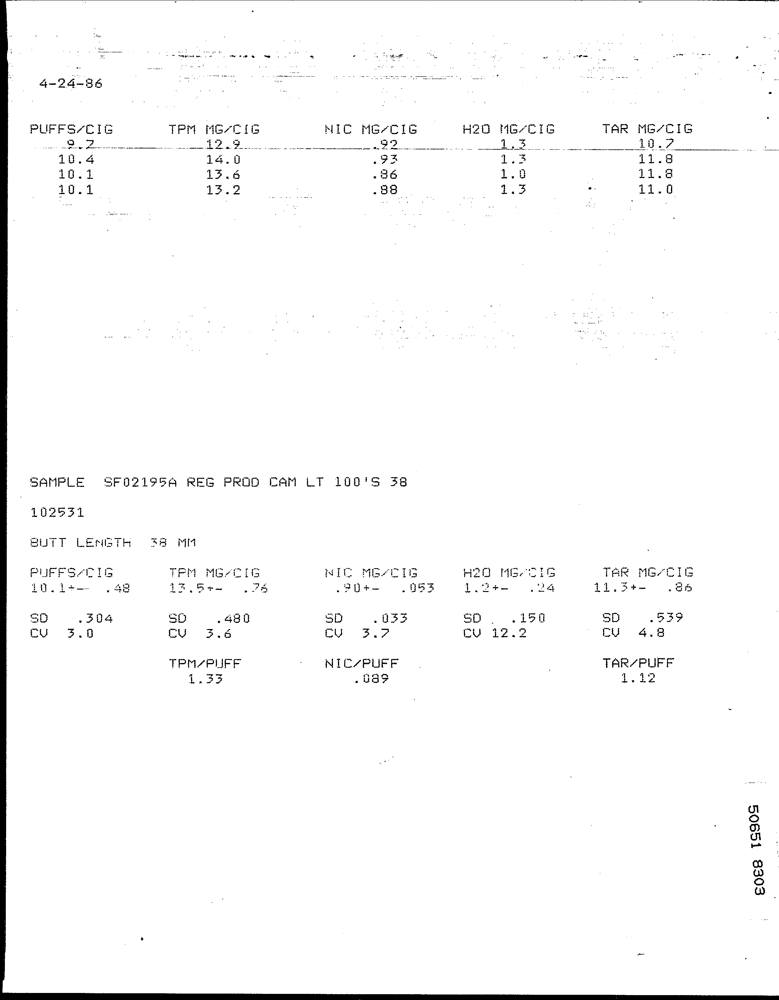 4-24-86
PUFFS/CIG TPM MG/CIG NIC MG/CIG H2O MG/CIG TAR MG/CIG
9.7 12.9 .92 1.3 10.7
10.4 14.0 .93 1.3 11.8
10.1 13.6 .86 1.0 11.8
10.1 13.2 .88 1.3 11.0
SAMPLE SF02195A REG PROD CAM LT 100'S 38
102531
BUTT LENGTH 38 MM
PUFFS/CIG TPM MG/CIG NIC MG/CIG H2O MG/CIG TAR MG/CIG
10.1+- .48 13.5+- .76 .90+- .053 1.2+- .24 11.3+- .86
SD .304 SD .480 SD .033 SD .150 SD .539
CV 3.0 CV 3.6 CV 3.7 CV 12.2 CV 4.8
TPM/PUFF NIC/PUFF TAR/PUFF
1.33 .089 1.12
50651 8303